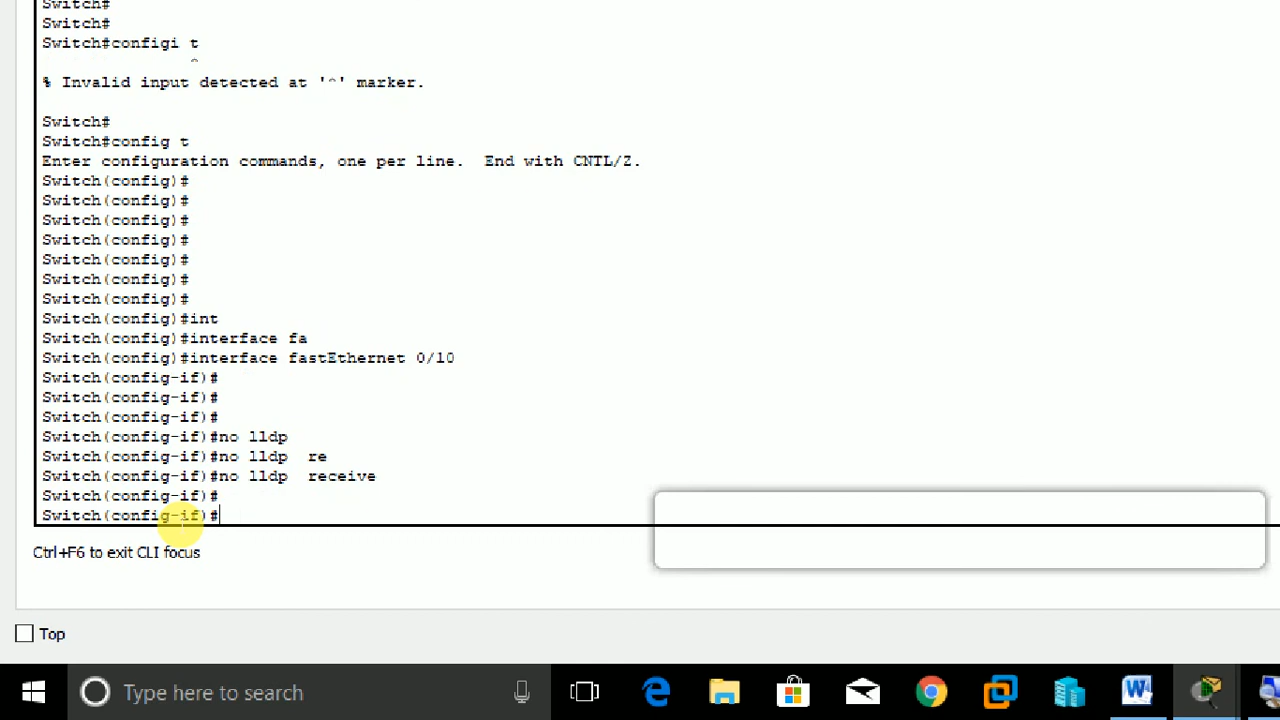 Switch#
Switch#
Switch#configi t
^
% Invalid input detected at '^' marker.
Switch#
Switch#config t
Enter configuration commands, one per line.  End with CNTL/Z.
Switch(config)#
Switch(config)#
Switch(config)#
Switch(config)#
Switch(config)#
Switch(config)#
Switch(config)#
Switch(config)#int
Switch(config)#interface fa
Switch(config)#interface fastEthernet 0/10
Switch(config-if)#
Switch(config-if)#
Switch(config-if)#
Switch(config-if)#no lldp
Switch(config-if)#no lldp  re
Switch(config-if)#no lldp  receive
Switch(config-if)#
Switch(config-if)#
Ctrl+F6 to exit CLI focus
Top
Type here to search